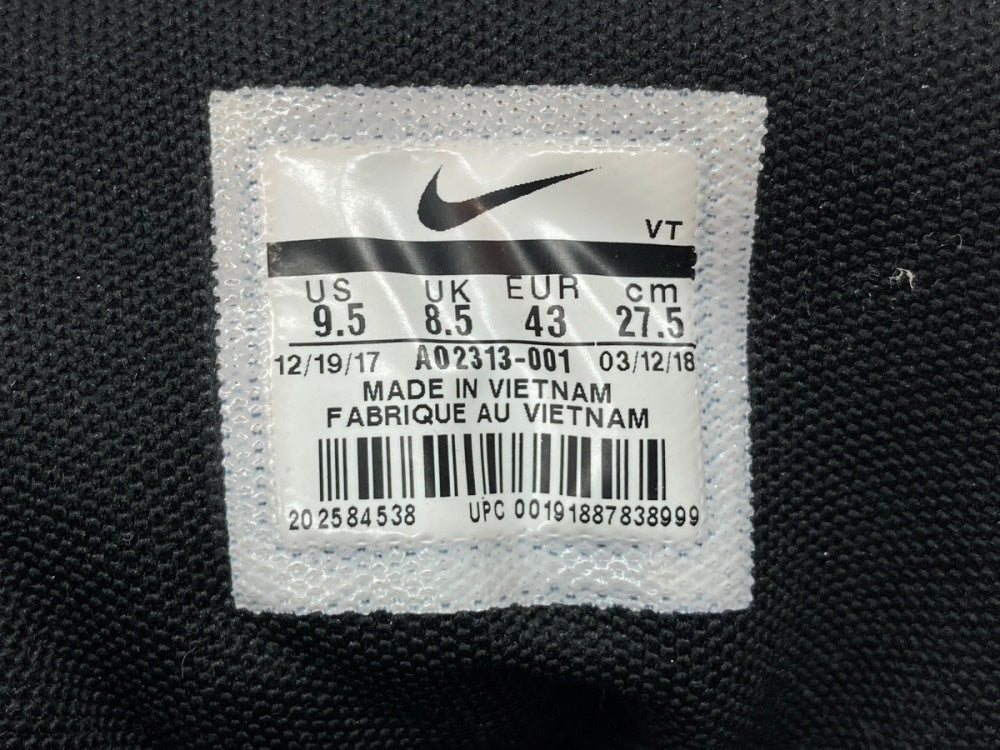 VT
US UK EUR cm
9.5 8.5 43 27.5
12/19/17 AO2313-001 03/12/18
MADE IN VIETNAM
FABRIQUE AU VIETNAM
202584538 UPC 00191887838999